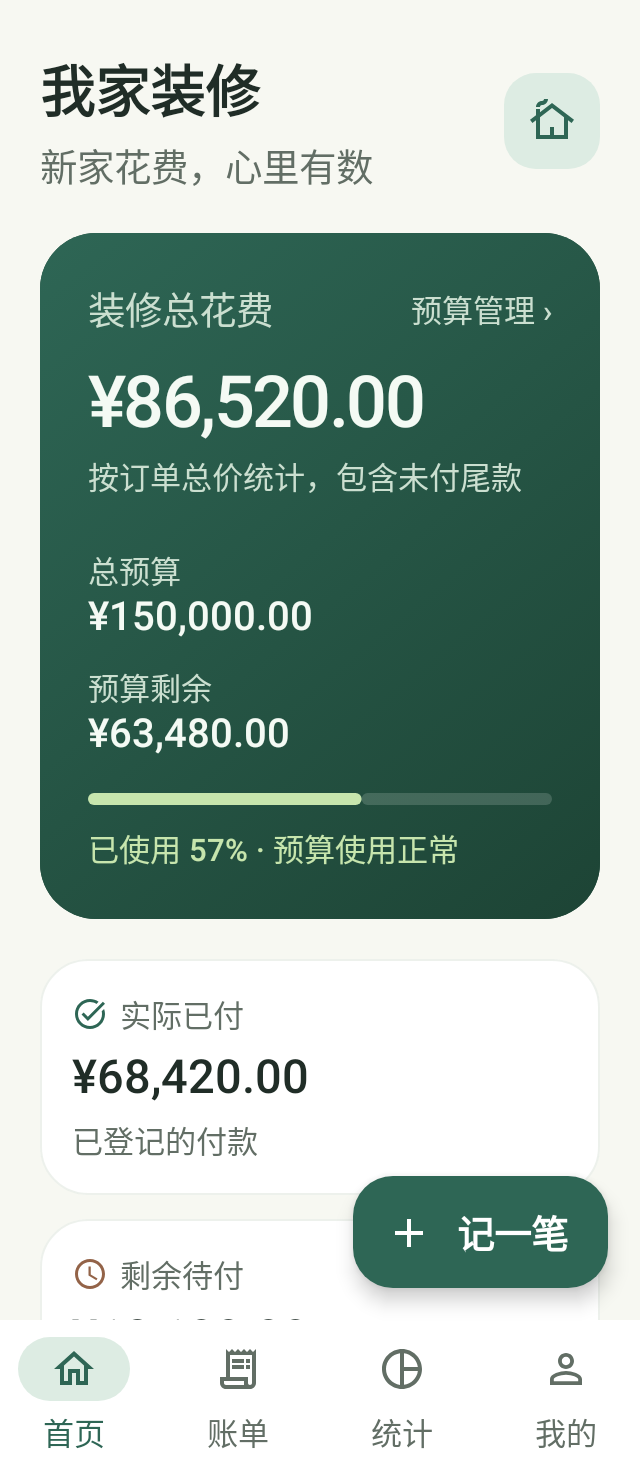 我家装修
新家花费，心里有数
装修总花费
预算管理 ›
¥86,520.00
按订单总价统计，包含未付尾款
总预算
¥150,000.00
预算剩余
¥63,480.00
已使用 57% · 预算使用正常
实际已付
¥68,420.00
已登记的付款
记一笔
剩余待付
首页
账单
统计
我的